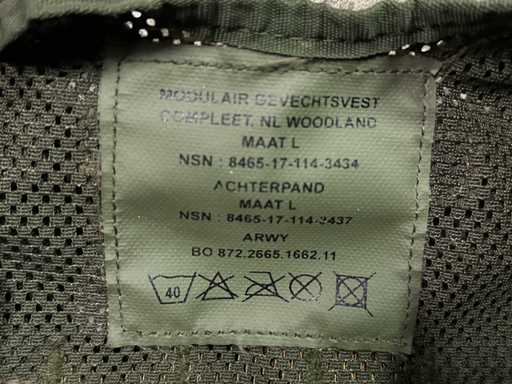 MODULAIR GEVECHTSVEST
COMPLEET, NL WOODLAND
MAAT L
NSN : 8465-17-114-3434
ACHTERPAND
MAAT L
NSN : 8465-17-114-3437
ARWY
BO 872.2665.1662.11
40